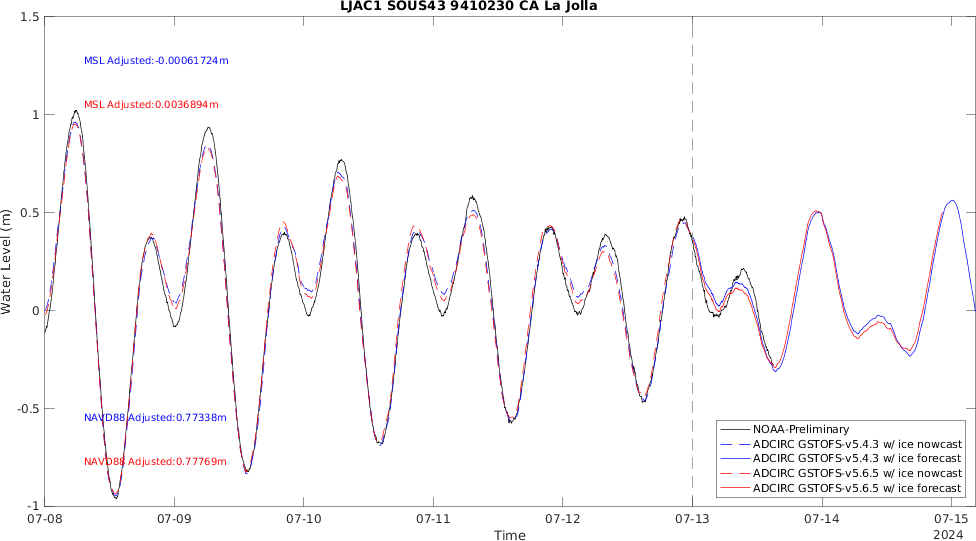 LJAC1 SOUS43 9410230 CA La Jolla
1.5
MSL Adjusted:-0.00061724m
MSL Adjusted:0.0036894m
1
0.5
Water Level (m)
0
-0.5
NAVD88 Adjusted:0.77338m
NAVD88 Adjusted:0.77769m
-1
NOAA-Preliminary
ADCIRC GSTOFS-v5.4.3 w/ ice nowcast
ADCIRC GSTOFS-v5.4.3 w/ ice forecast
ADCIRC GSTOFS-v5.6.5 w/ ice nowcast
ADCIRC GSTOFS-v5.6.5 w/ ice forecast
07-08 07-09 07-10 07-11 07-12 07-13 07-14 07-15
Time
2024